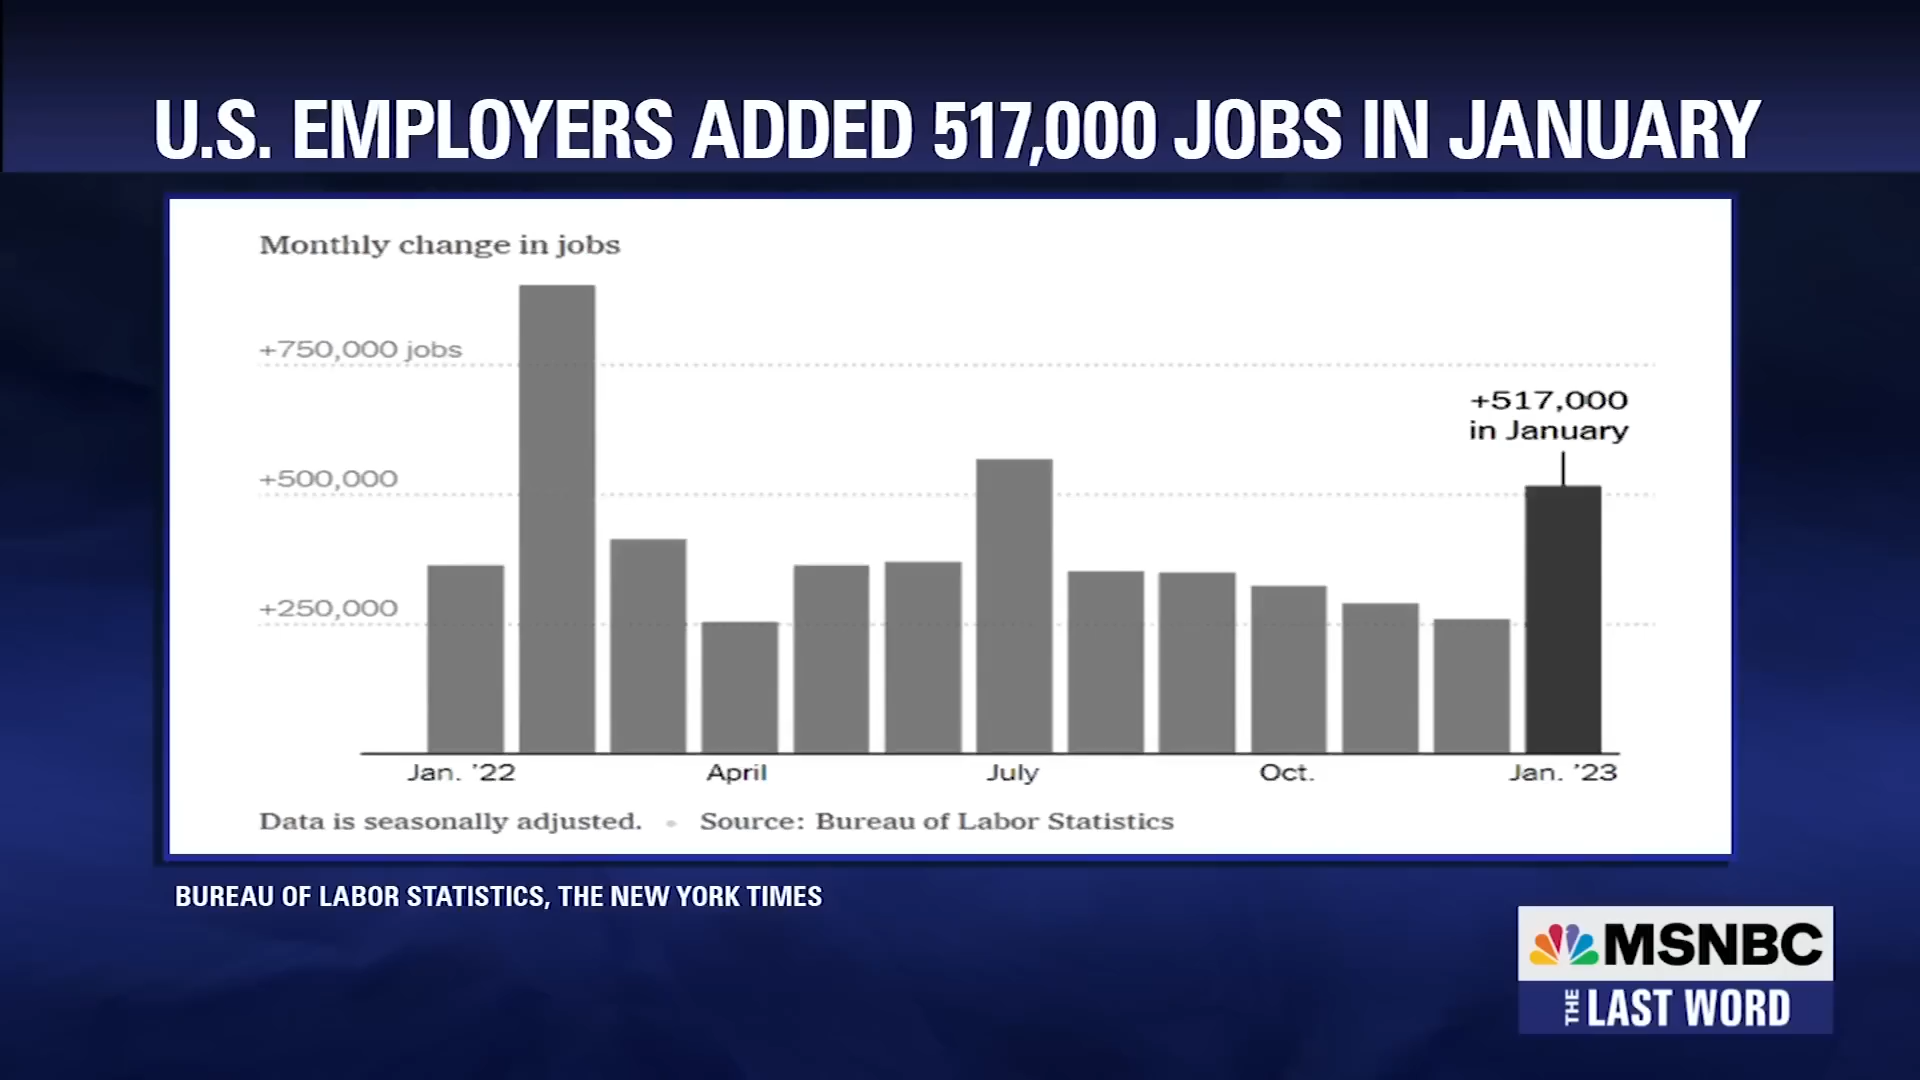 U.S. EMPLOYERS ADDED 517,000 JOBS IN JANUARY
Monthly change in jobs
+750,000 jobs
+517,000
in January
+500,000
+250,000
Jan. ’22 April July Oct. Jan. ’23
Data is seasonally adjusted. • Source: Bureau of Labor Statistics
BUREAU OF LABOR STATISTICS, THE NEW YORK TIMES
MSNBC
THE LAST WORD